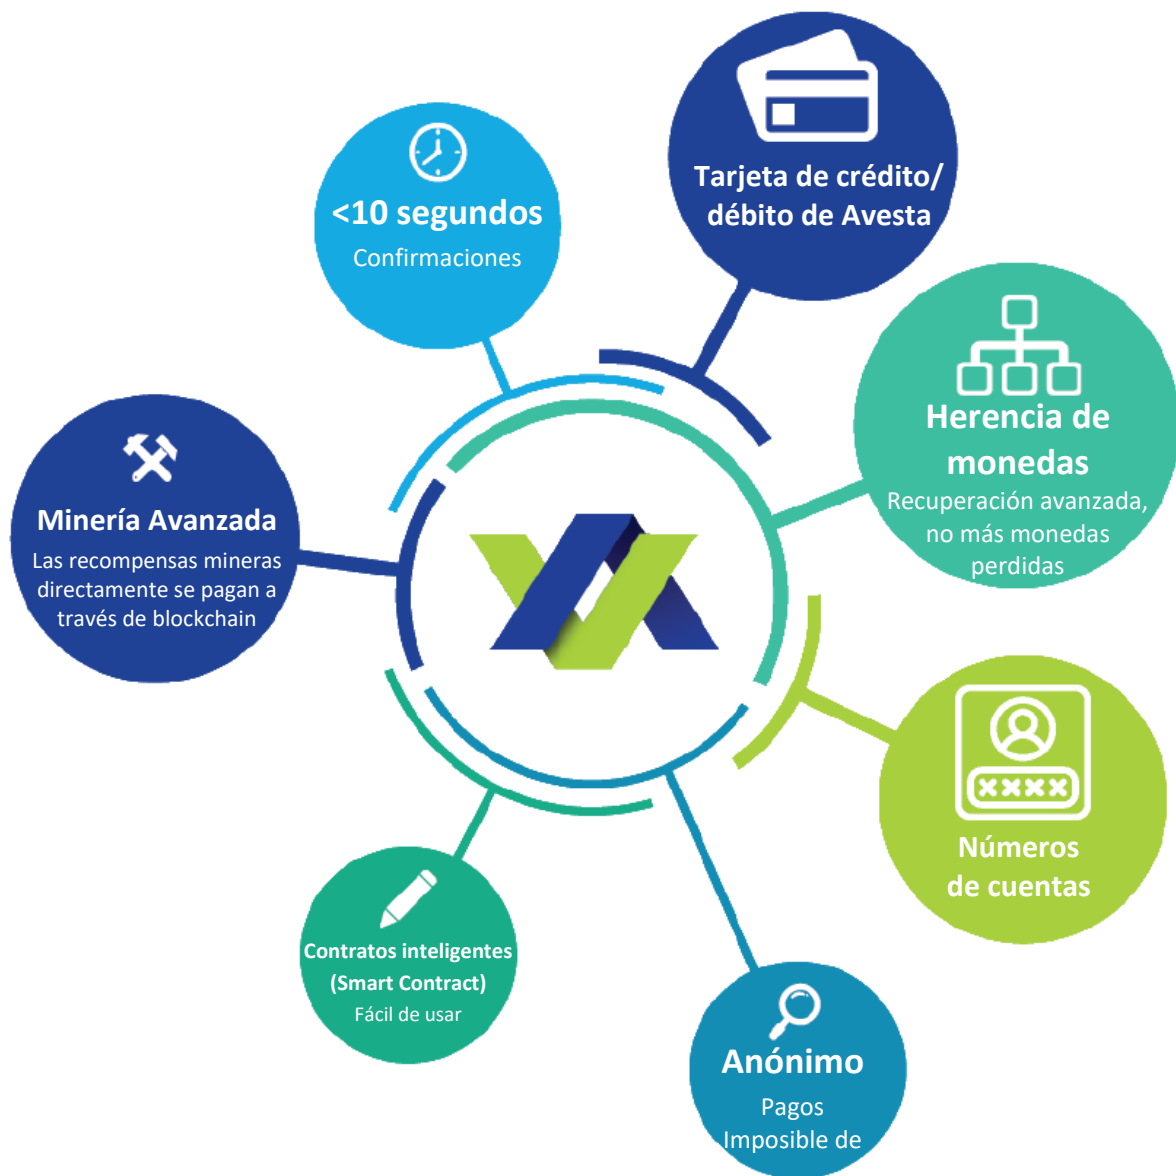 <10 segundos
Confirmaciones
Tarjeta de crédito/
débito de Avesta
Herencia de
monedas
Recuperación avanzada,
no más monedas
perdidas
Minería Avanzada
Las recompensas mineras
directamente se pagan a
través de blockchain
Números
de cuentas
Contratos inteligentes
(Smart Contract)
Fácil de usar
Anónimo
Pagos
Imposible de